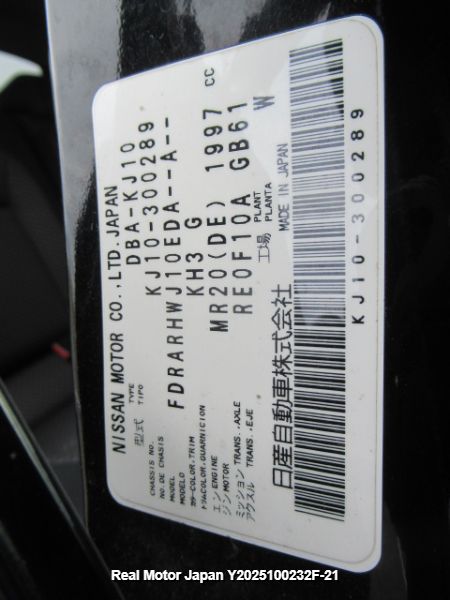 NISSAN MOTOR CO.,LTD.JAPAN
型式 TYPE TIPO DBA-KJ10
CHASSIS NO. NO.DE CHASIS KJ10-300289
MODEL MODELO FDRARHWJ10EDA--A--
カラー COLOR,TRIM トリム COLOR,GUARNICION KH3 G
エンジン ENGINE MOTOR MR20(DE) 1997 CC
ミッション TRANS.・AXLE アクスル TRANS.・EJE RE0F10A GB61
工場 PLANT PLANTA W
日産自動車株式会社 MADE IN JAPAN
KJ10-300289
Real Motor Japan Y2025100232F-21